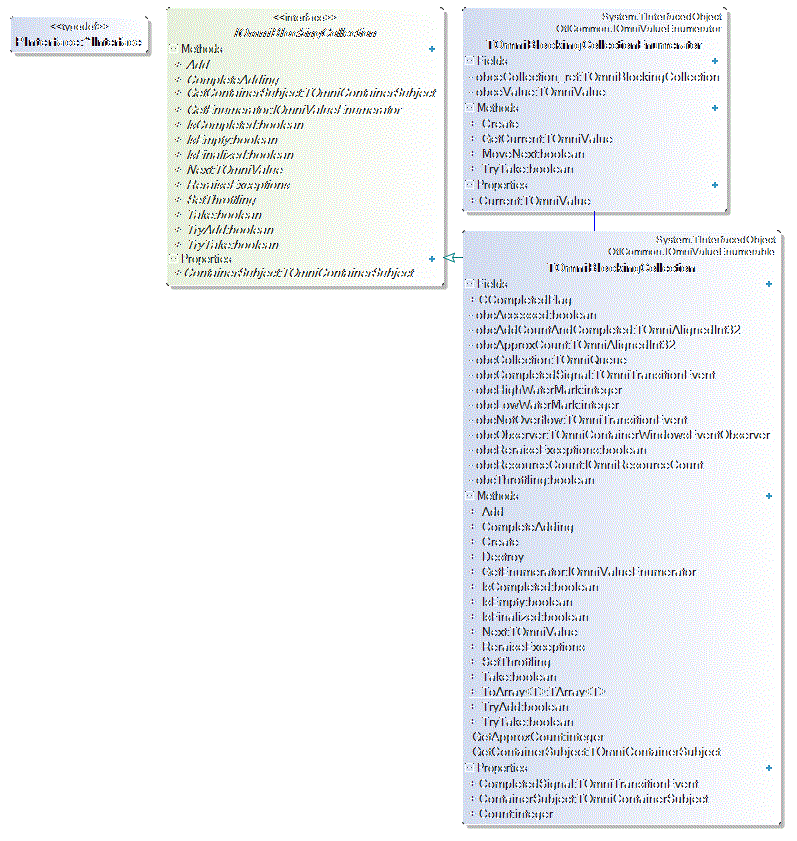 <<typedef>>
PInterface:^IInterface
<<interface>>
IOmniBlockingCollection
Methods
Add
CompleteAdding
GetContainerSubject:TOmniContainerSubject
GetEnumerator:IOmniValueEnumerator
IsCompleted:boolean
IsEmpty:boolean
IsFinalized:boolean
Next:TOmniValue
ReraiseExceptions
SetThrottling
Take:boolean
TryAdd:boolean
TryTake:boolean
Properties
ContainerSubject:TOmniContainerSubject
System.TInterfacedObject
OtlCommon.IOmniValueEnumerator
TOmniBlockingCollectionEnumerator
Fields
obceCollection_ref:TOmniBlockingCollection
obceValue:TOmniValue
Methods
Create
GetCurrent:TOmniValue
MoveNext:boolean
TryTake:boolean
Properties
Current:TOmniValue
System.TInterfacedObject
OtlCommon.IOmniValueEnumerable
TOmniBlockingCollection
Fields
CCompletedFlag
obcAccessed:boolean
obcAddCountAndCompleted:TOmniAlignedInt32
obcApproxCount:TOmniAlignedInt32
obcCollection:TOmniQueue
obcCompletedSignal:TOmniTransitionEvent
obcHighWaterMark:integer
obcLowWaterMark:integer
obcNotOverflow:TOmniTransitionEvent
obcObserver:TOmniContainerWindowsEventObserver
obcReraiseExceptions:boolean
obcResourceCount:IOmniResourceCount
obcThrottling:boolean
Methods
Add
CompleteAdding
Create
Destroy
GetEnumerator:IOmniValueEnumerator
IsCompleted:boolean
IsEmpty:boolean
IsFinalized:boolean
Next:TOmniValue
ReraiseExceptions
SetThrottling
Take:boolean
ToArray<T>:TArray<T>
TryAdd:boolean
TryTake:boolean
GetApproxCount:integer
GetContainerSubject:TOmniContainerSubject
Properties
CompletedSignal:TOmniTransitionEvent
ContainerSubject:TOmniContainerSubject
Count:integer